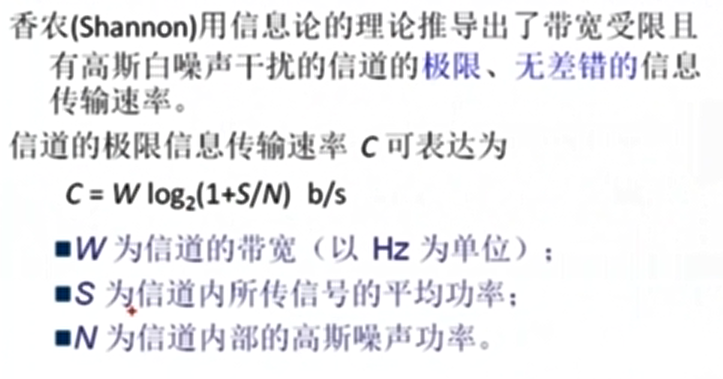 香农(Shannon)用信息论的理论推导出了带宽受限且
有高斯白噪声干扰的信道的极限、无差错的信息
传输速率。
信道的极限信息传输速率 C 可表达为
C = W log₂(1+S/N) b/s
■W 为信道的带宽（以 Hz 为单位）；
■S 为信道内所传信号的平均功率；
■N 为信道内部的高斯噪声功率。